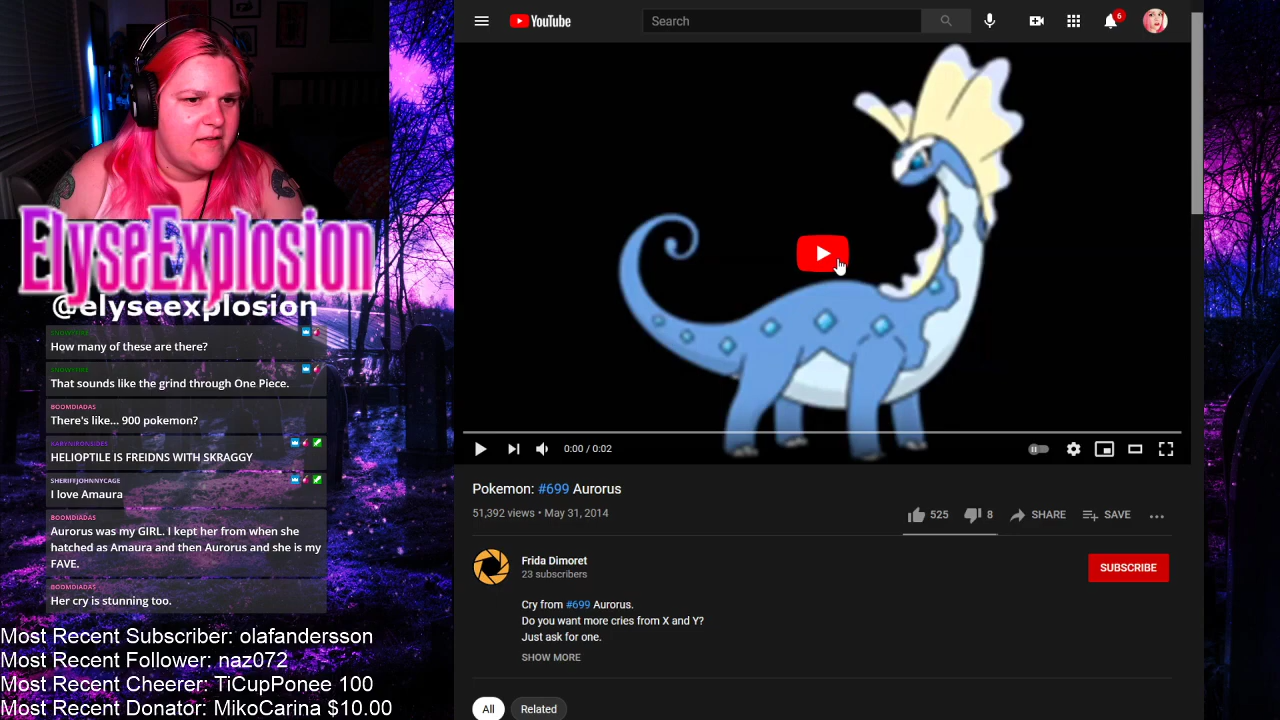 YouTube
Search
6
ElyseExplosion
@elyseexplosion
SNOWFIRE
How many of these are there?
SNOWFIRE
That sounds like the grind through One Piece.
BOOMDIADAS
There's like... 900 pokemon?
HELIOPTILE IS FREIDNS WITH SKRAGGY
SHERIFFJOHNNYCAGE
I love Amaura
BOOMDIADAS
Aurorus was my GIRL. I kept her from when she
hatched as Amaura and then Aurorus and she is my
FAVE.
BOOMDIADAS
Her cry is stunning too.
Most Recent Subscriber: olafandersson
Most Recent Follower: naz072
Most Recent Cheerer: TiCupPonee 100
Most Recent Donator: MikoCarina $10.00
0:00 / 0:02
Pokemon: #699 Aurorus
51,392 views • May 31, 2014
525
8
SHARE
SAVE
Frida Dimoret
23 subscribers
SUBSCRIBE
Cry from #699 Aurorus.
Do you want more cries from X and Y?
Just ask for one.
SHOW MORE
All
Related